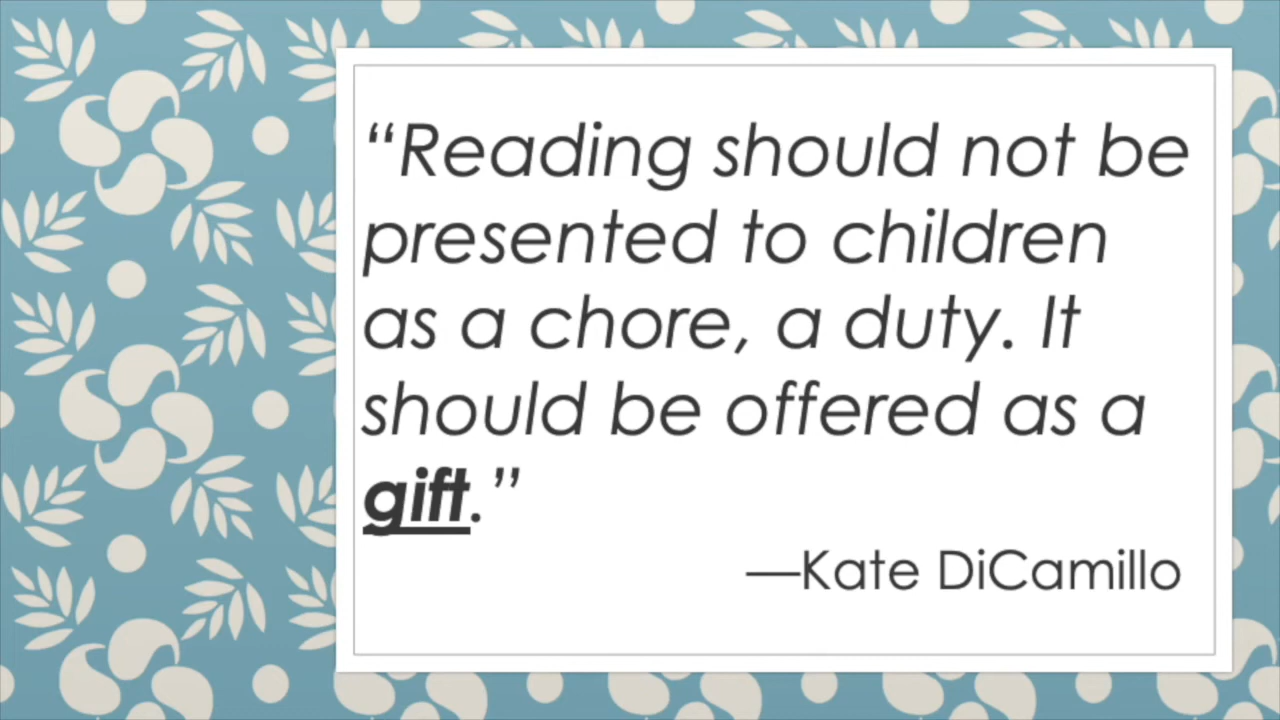 “Reading should not be
presented to children
as a chore, a duty. It
should be offered as a
gift.”
—Kate DiCamillo